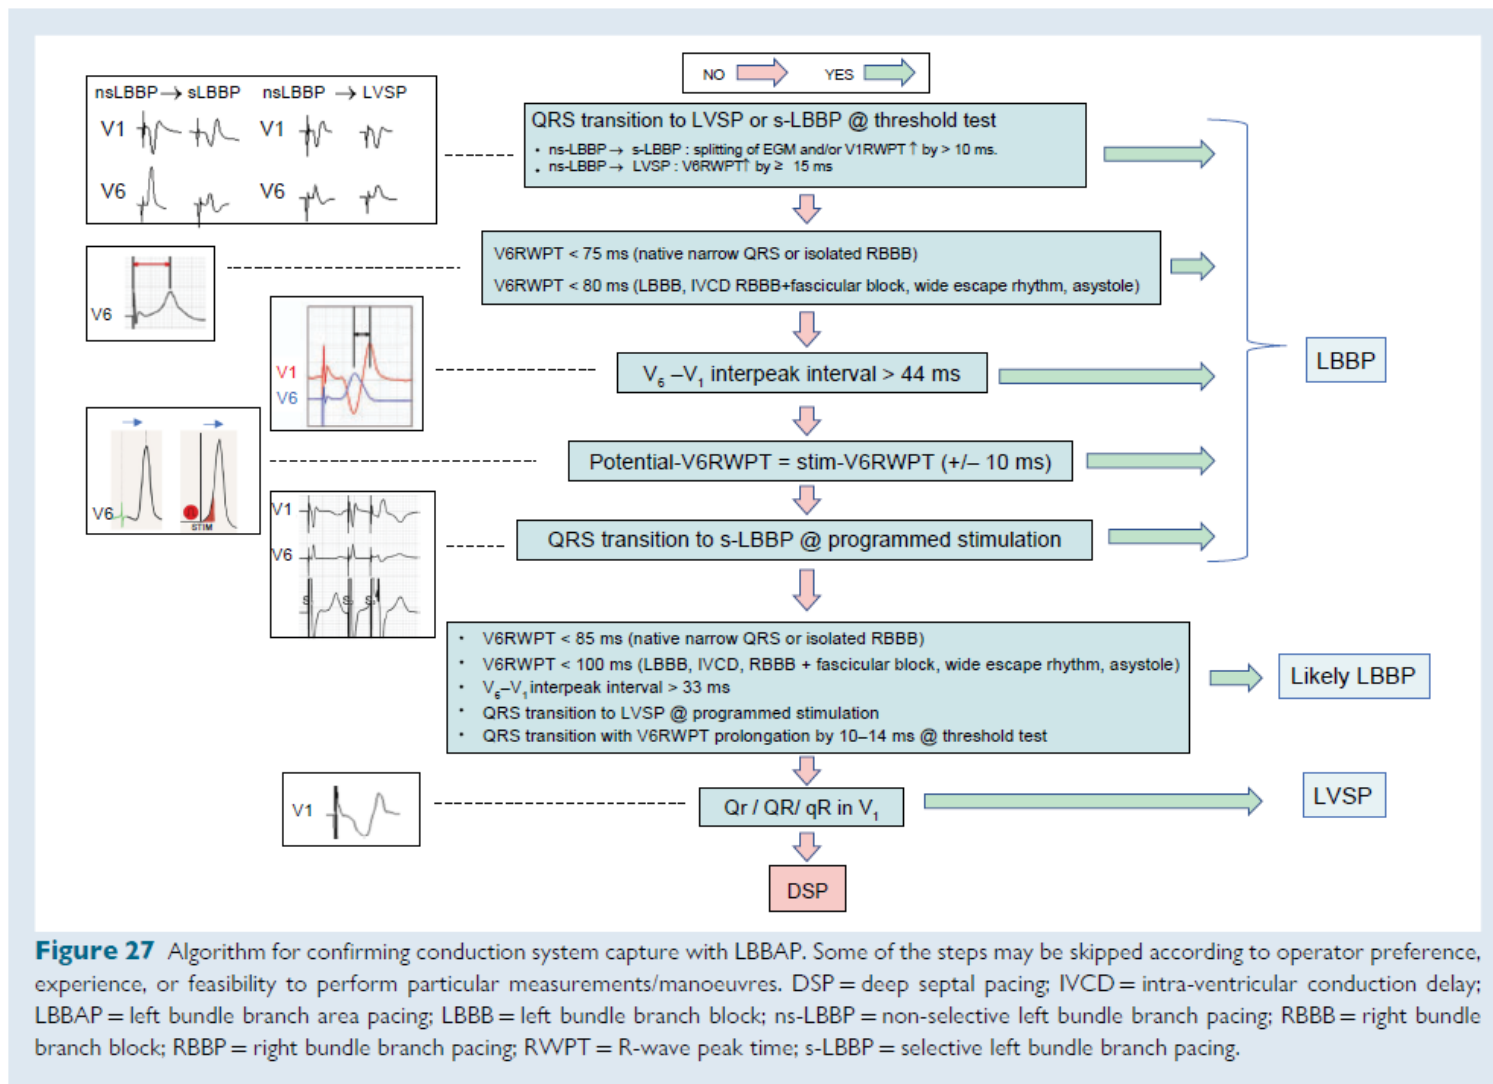 NO YES
nsLBBP → sLBBP nsLBBP → LVSP
V1 V1
V6 V6
QRS transition to LVSP or s-LBBP @ threshold test
• ns-LBBP → s-LBBP : splitting of EGM and/or V1RWPT ↑ by > 10 ms.
• ns-LBBP → LVSP : V6RWPT↑ by ≥ 15 ms
V6
V6RWPT < 75 ms (native narrow QRS or isolated RBBB)
V6RWPT < 80 ms (LBBB, IVCD RBBB+fascicular block, wide escape rhythm, asystole)
V1
V6
V₆ –V₁ interpeak interval > 44 ms
LBBP
V6
STIM
Potential-V6RWPT = stim-V6RWPT (+/– 10 ms)
V1
V6
S S
QRS transition to s-LBBP @ programmed stimulation
• V6RWPT < 85 ms (native narrow QRS or isolated RBBB)
• V6RWPT < 100 ms (LBBB, IVCD, RBBB + fascicular block, wide escape rhythm, asystole)
• V₆–V₁ interpeak interval > 33 ms
• QRS transition to LVSP @ programmed stimulation
• QRS transition with V6RWPT prolongation by 10–14 ms @ threshold test
Likely LBBP
V1
Qr / QR/ qR in V₁
LVSP
DSP
Figure 27 Algorithm for confirming conduction system capture with LBBAP. Some of the steps may be skipped according to operator preference,
experience, or feasibility to perform particular measurements/manoeuvres. DSP = deep septal pacing; IVCD = intra-ventricular conduction delay;
LBBAP = left bundle branch area pacing; LBBB = left bundle branch block; ns-LBBP = non-selective left bundle branch pacing; RBBB = right bundle
branch block; RBBP = right bundle branch pacing; RWPT = R-wave peak time; s-LBBP = selective left bundle branch pacing.